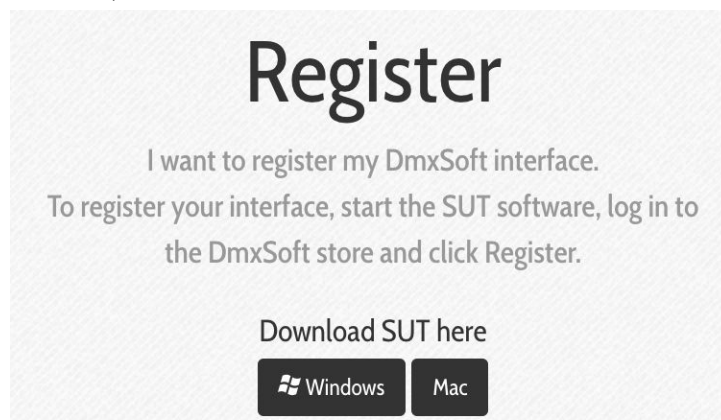 Register
I want to register my DmxSoft interface.
To register your interface, start the SUT software, log in to
the DmxSoft store and click Register.
Download SUT here
Windows Mac